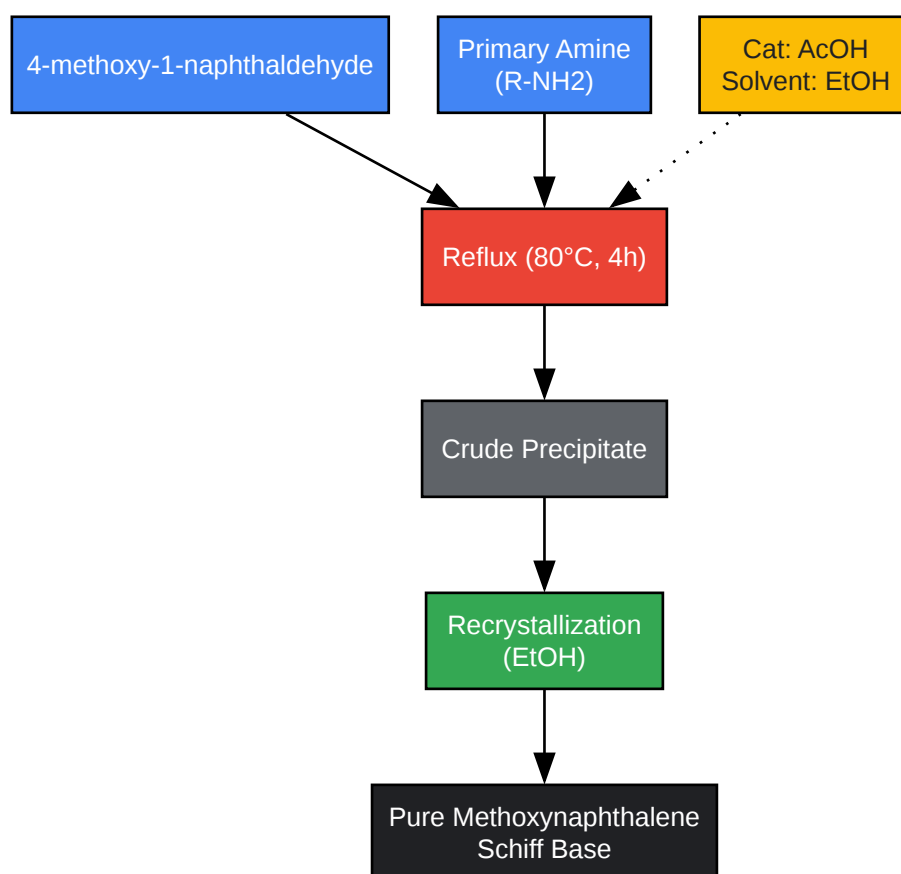 4-methoxy-1-naphthaldehyde
Primary Amine
(R-NH2)
Cat: AcOH
Solvent: EtOH
Reflux (80°C, 4h)
Crude Precipitate
Recrystallization
(EtOH)
Pure Methoxynaphthalene
Schiff Base